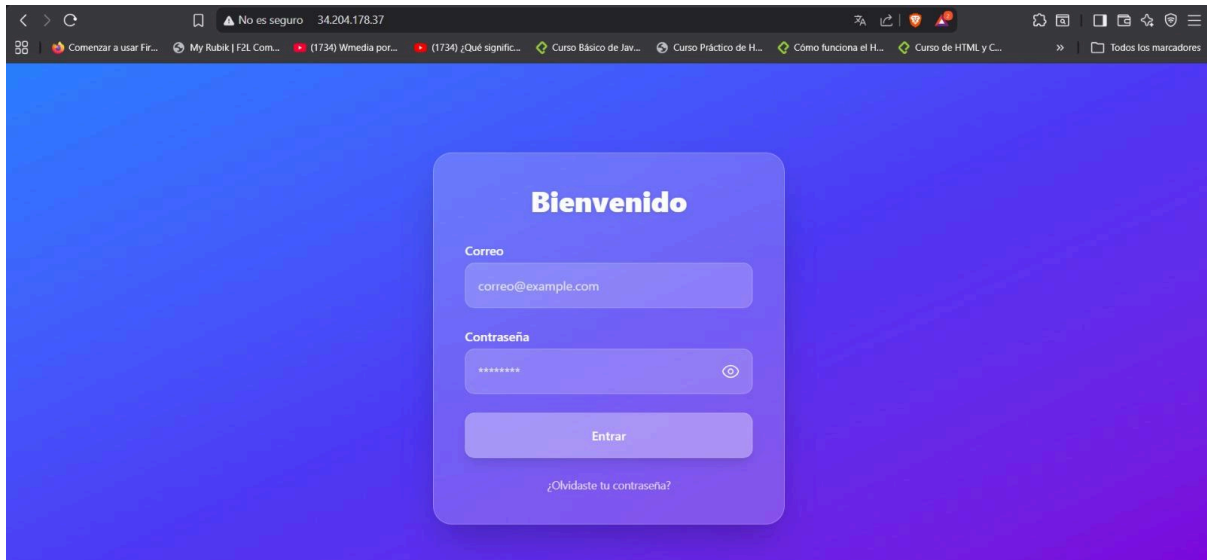 No es seguro 34.204.178.37
Comenzar a usar Fir... My Rubik | F2L Com... (1734) Wmedia por... (1734) ¿Qué signific... Curso Básico de Jav... Curso Práctico de H... Cómo funciona el H... Curso de HTML y C... » Todos los marcadores
Bienvenido
Correo
correo@example.com
Contraseña
********
Entrar
¿Olvidaste tu contraseña?